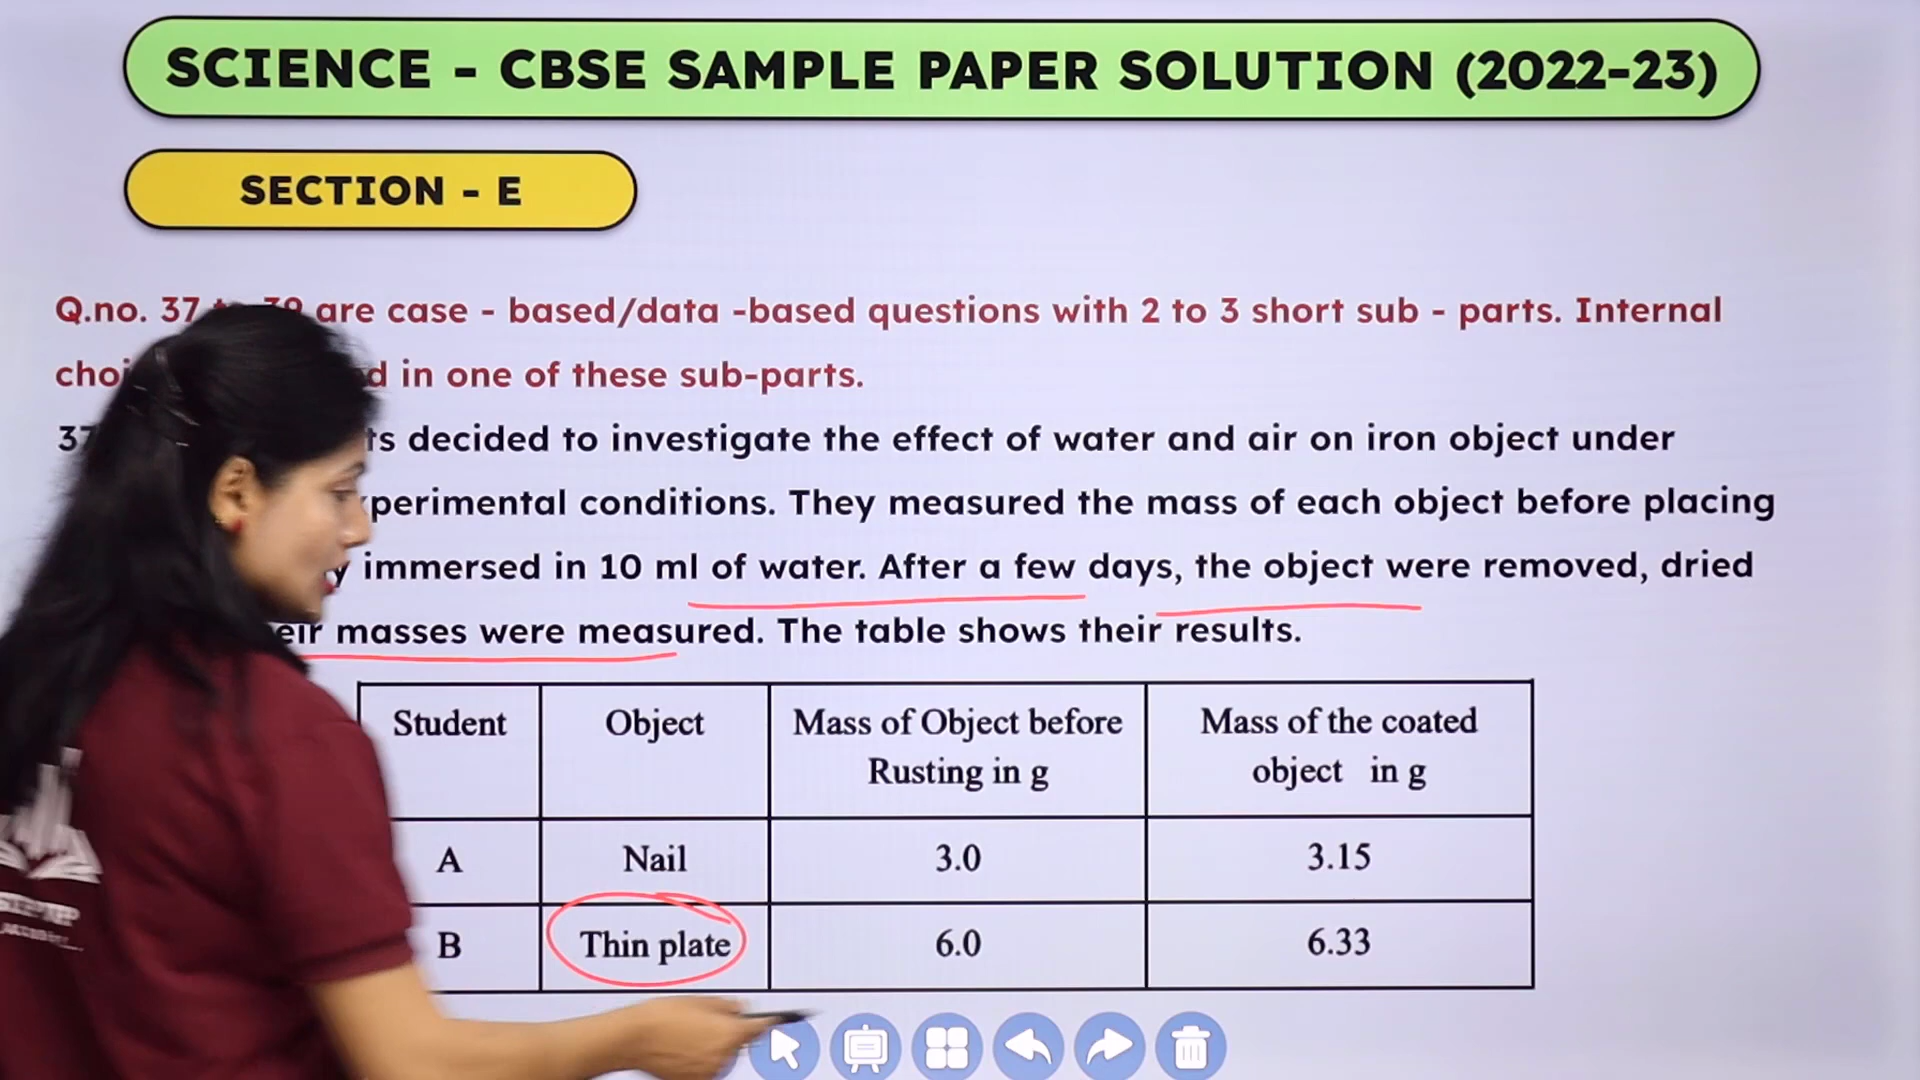 SCIENCE - CBSE SAMPLE PAPER SOLUTION (2022-23)
SECTION - E
Q.no. 37 are case - based/data -based questions with 2 to 3 short sub - parts. Internal
in one of these sub-parts.
decided to investigate the effect of water and air on iron object under
conditions. They measured the mass of each object before placing
immersed in 10 ml of water. After a few days, the object were removed, dried
masses were measured. The table shows their results.
Student Object Mass of Object before Rusting in g Mass of the coated object in g
A Nail 3.0 3.15
B Thin plate 6.0 6.33